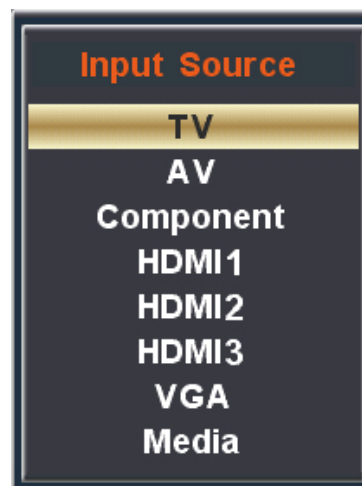 Input Source
TV
AV
Component
HDMI1
HDMI2
HDMI3
VGA
Media